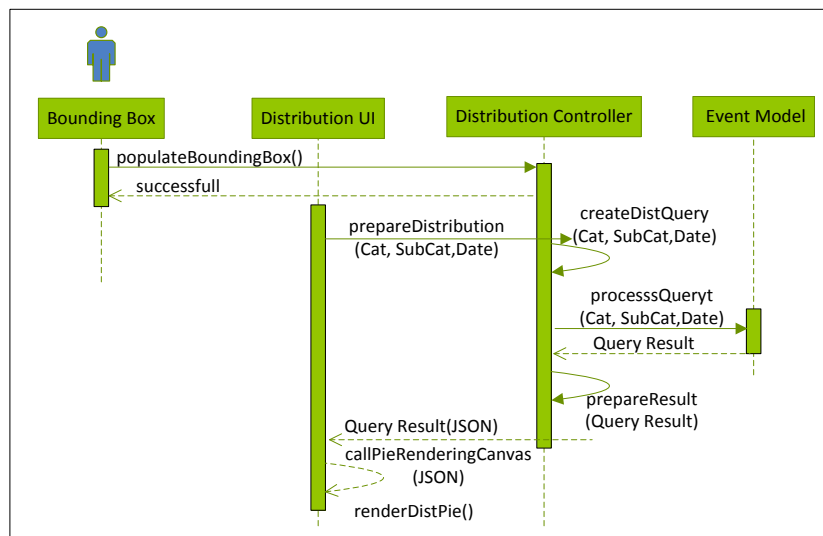 Bounding Box
Distribution UI
Distribution Controller
Event Model
populateBoundingBox()
successfull
prepareDistribution
(Cat, SubCat,Date)
createDistQuery
(Cat, SubCat,Date)
processsQueryt
(Cat, SubCat,Date)
Query Result
prepareResult
(Query Result)
Query Result(JSON)
callPieRenderingCanvas
(JSON)
renderDistPie()